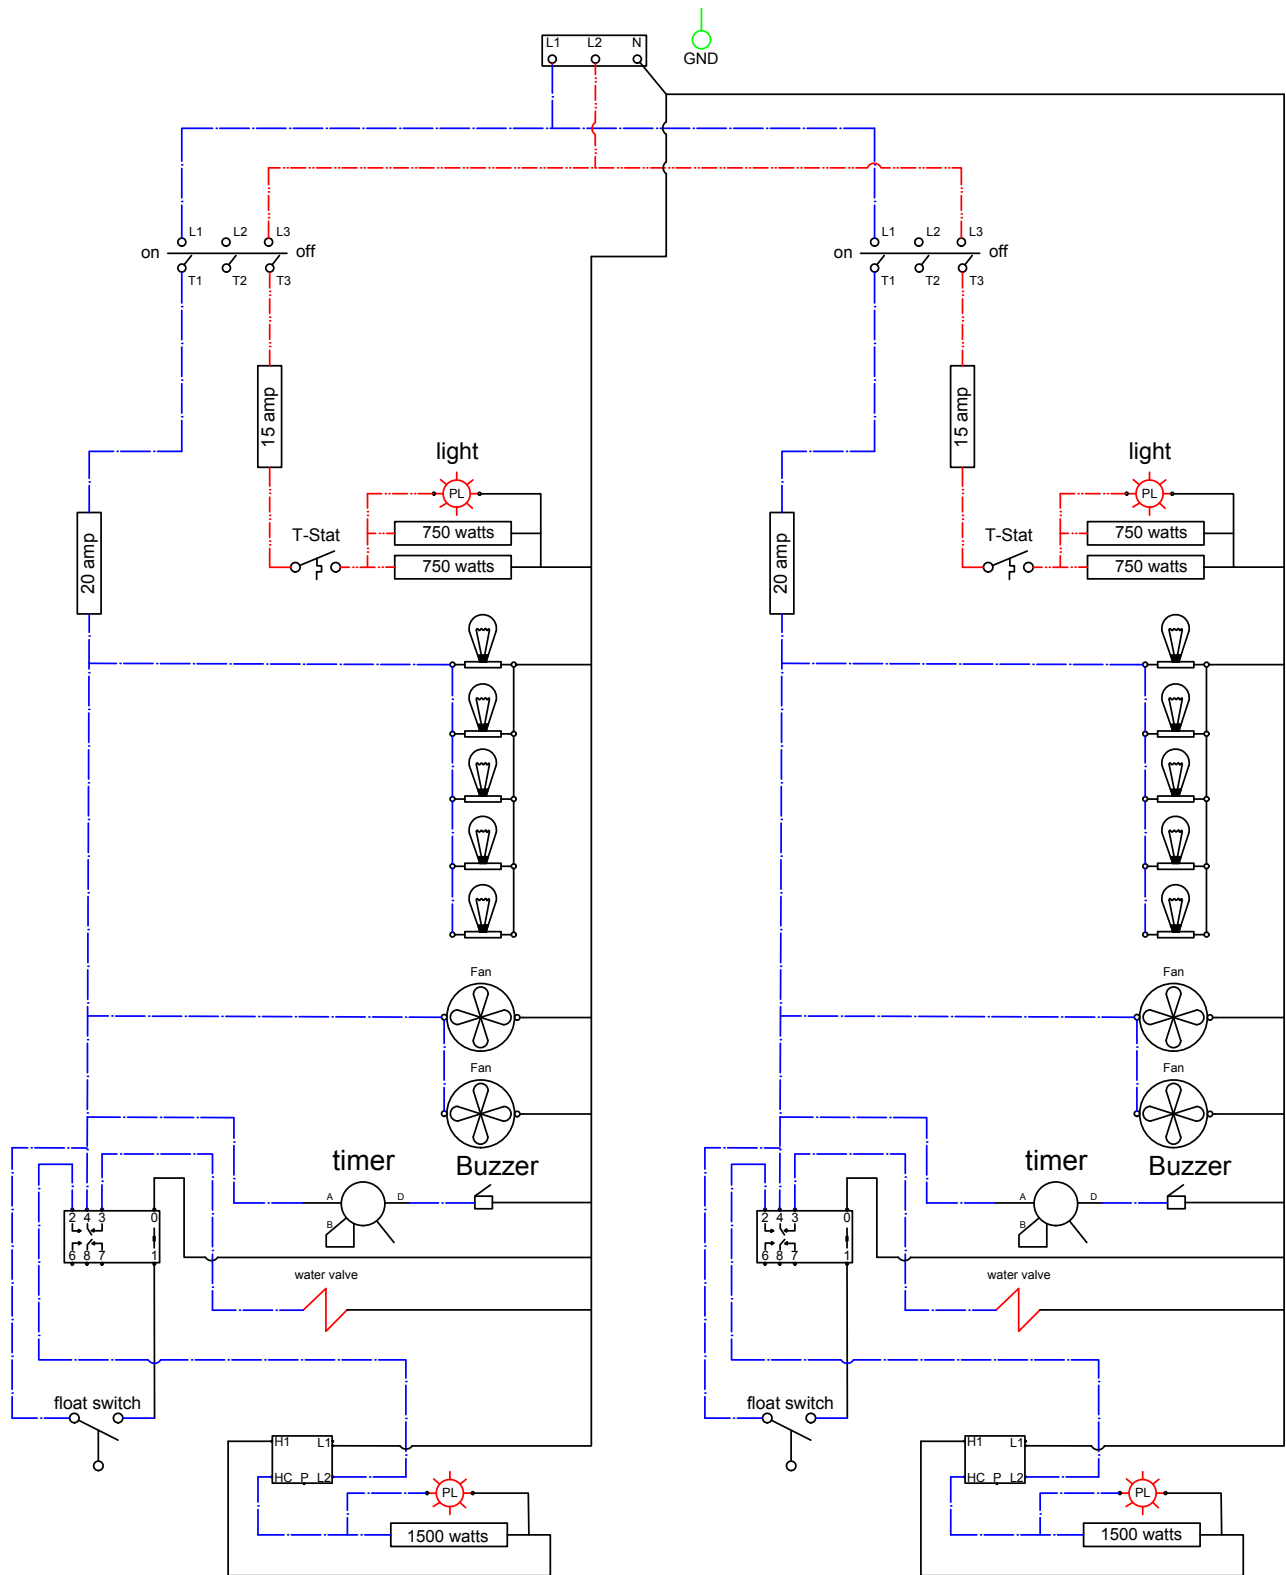 L1 L2 N
GND
L1 L2 L3
on off
T1 T2 T3
L1 L2 L3
on off
T1 T2 T3
15 amp
15 amp
light
light
PL
PL
750 watts
750 watts
T-Stat
T-Stat
750 watts
750 watts
20 amp
20 amp
Fan
Fan
Fan
Fan
timer
Buzzer
timer
Buzzer
A D
B
A D
B
2 4 3 0
6 8 7 1
2 4 3 0
6 8 7 1
water valve
water valve
float switch
float switch
H1 L1
HC P L2
H1 L1
HC P L2
PL
PL
1500 watts
1500 watts